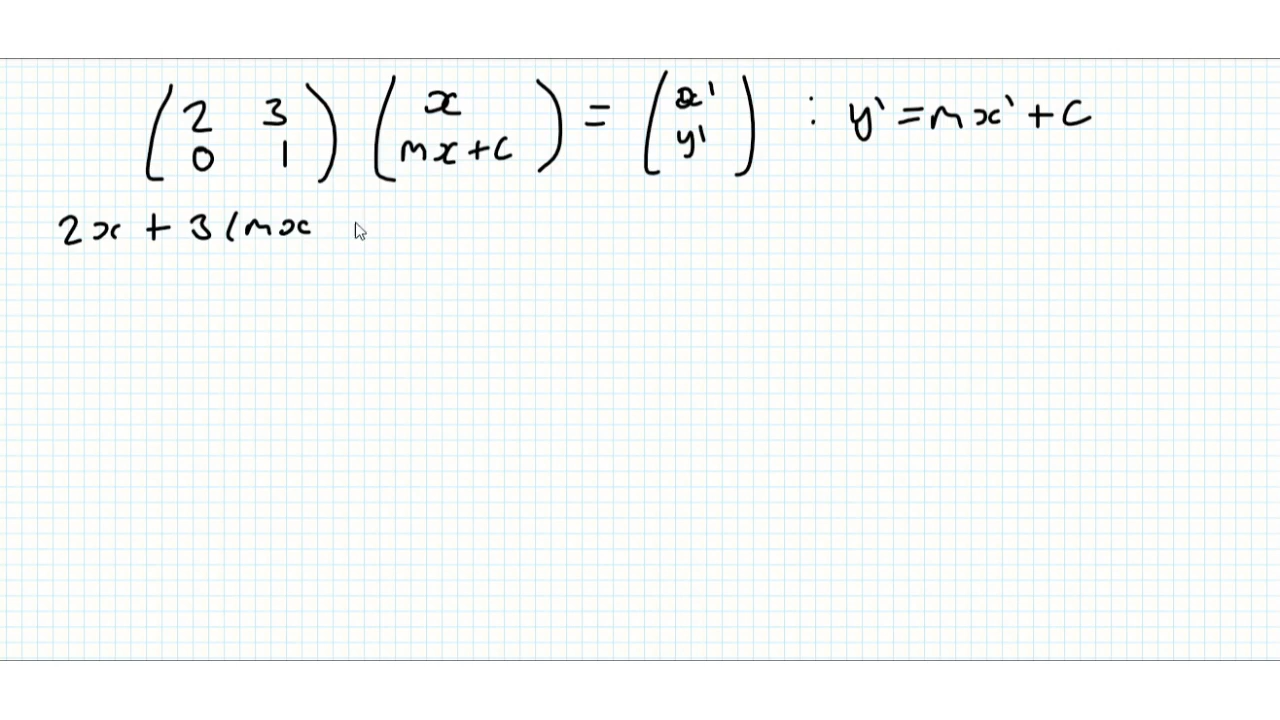 (2 3
0 1) (x
mx+c) = (x'
y') : y' = mx' + c
2x + 3(mx